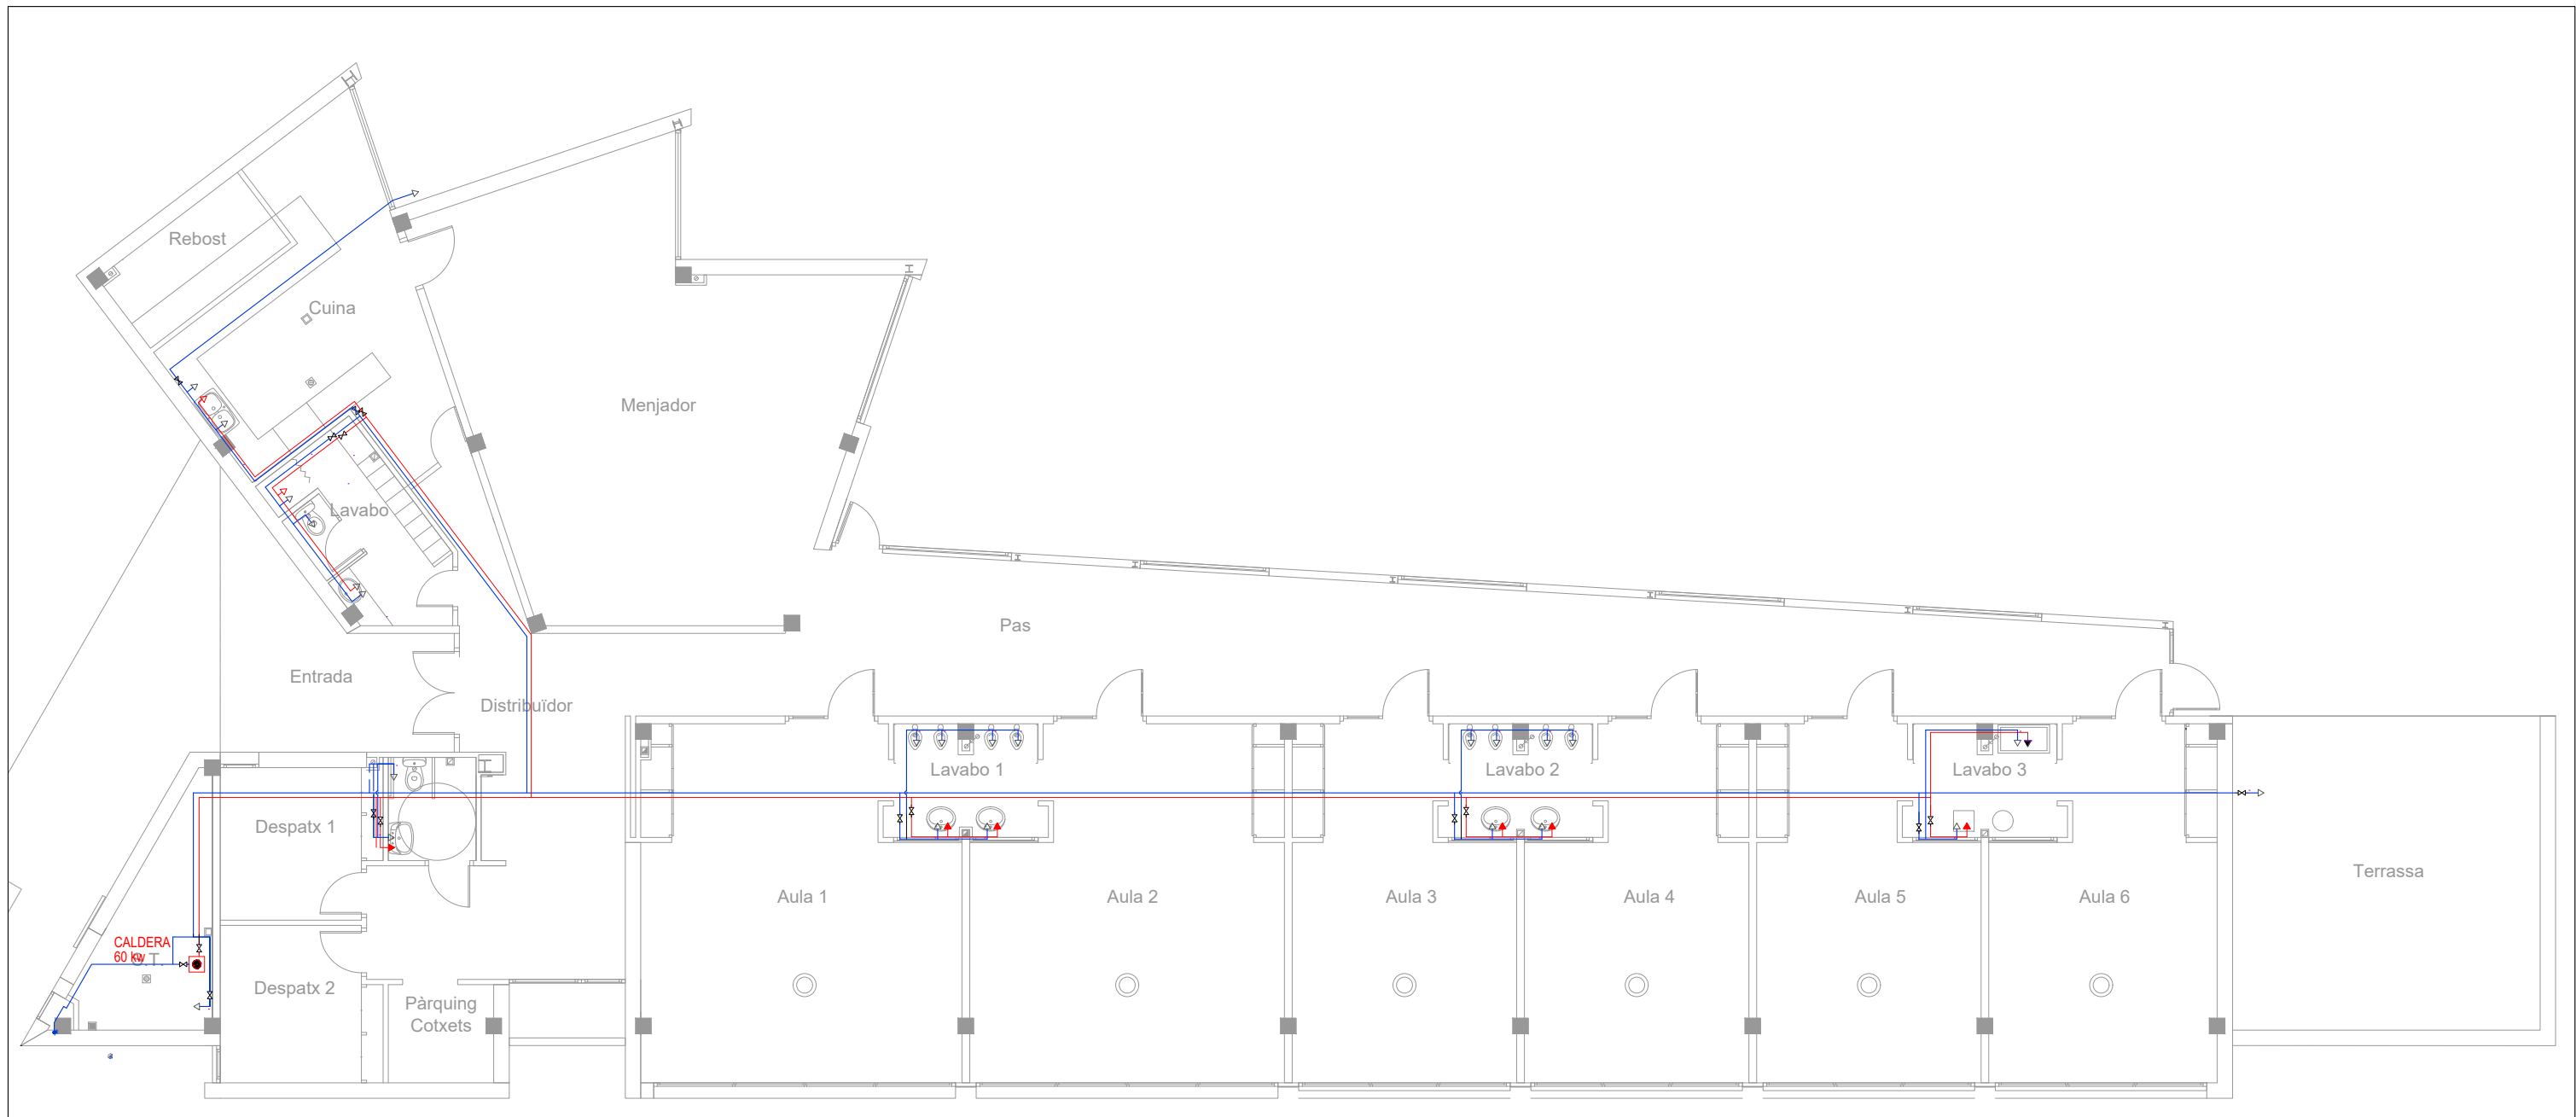 Rebost
Cuina
Menjador
Lavabo
Pas
Entrada
Distribuïdor
Lavabo 1
Lavabo 2
Lavabo 3
Despatx 1
Terrassa
Aula 1
Aula 2
Aula 3
Aula 4
Aula 5
Aula 6
CALDERA
60 kw
Despatx 2
Pàrquing
Cotxets